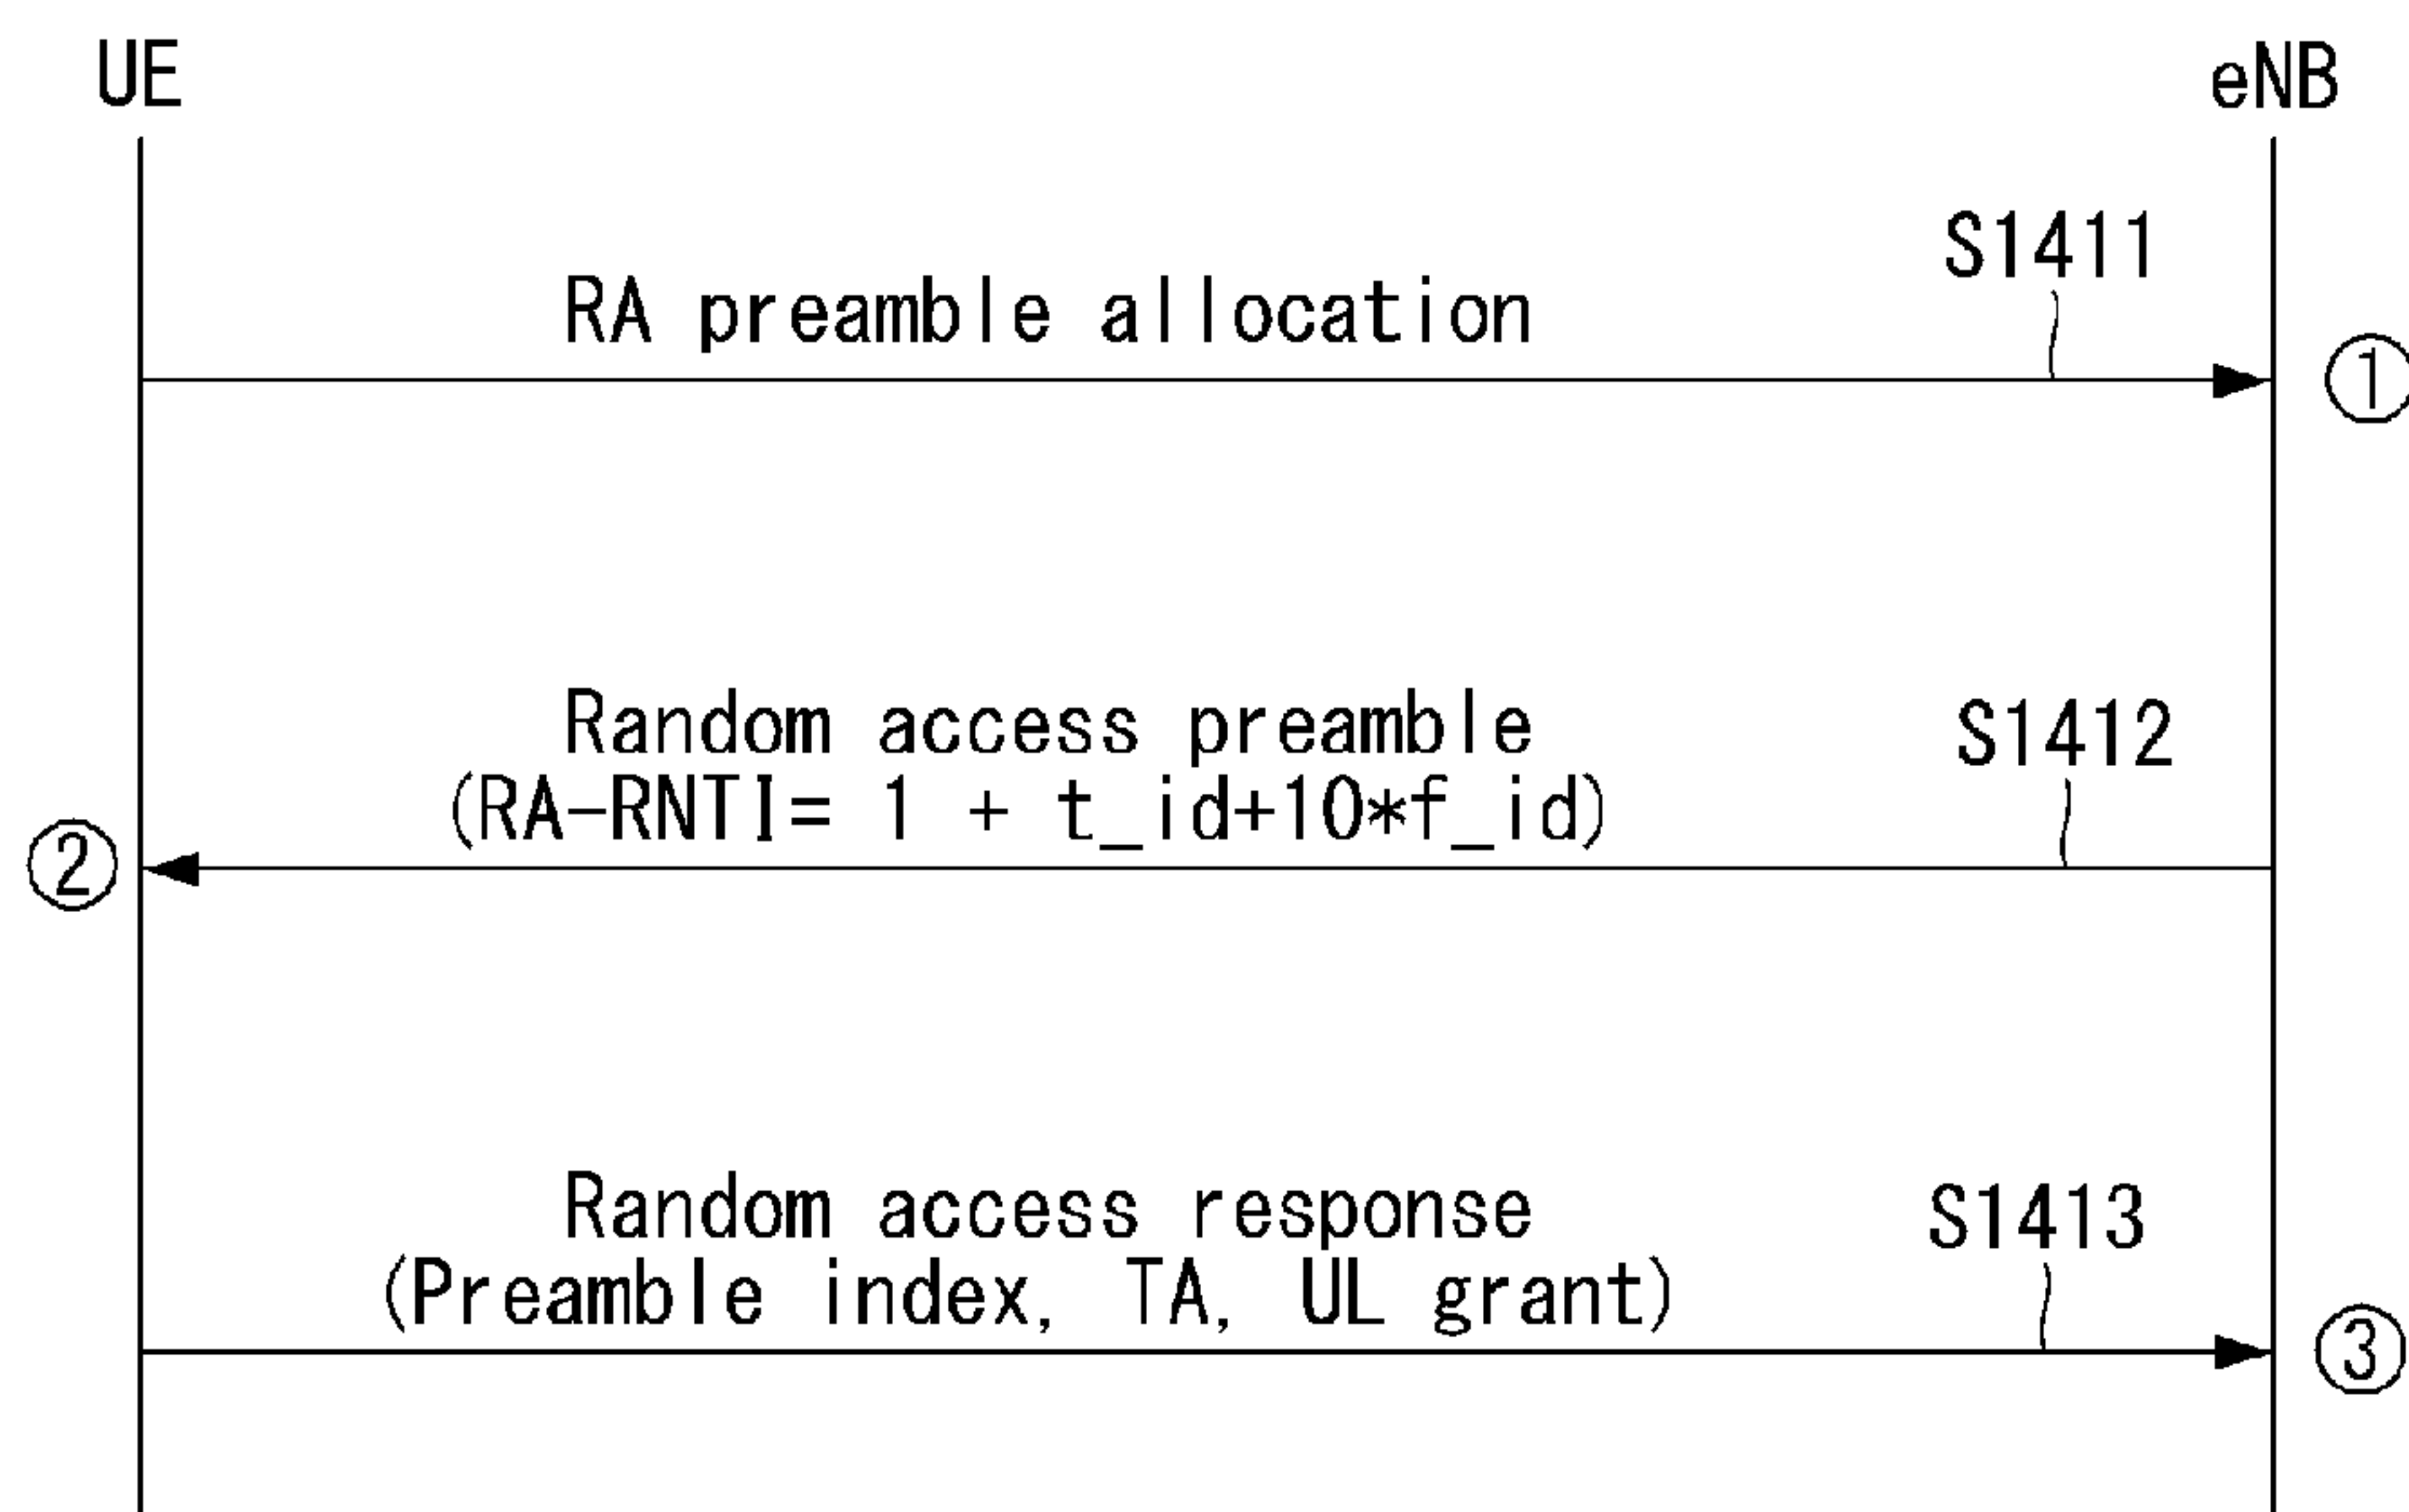 UE
eNB
S1411
RA preamble allocation
①
Random access preamble
S1412
(RA-RNTI= 1 + t_id+10*f_id)
②
Random access response
S1413
(Preamble index, TA, UL grant)
③